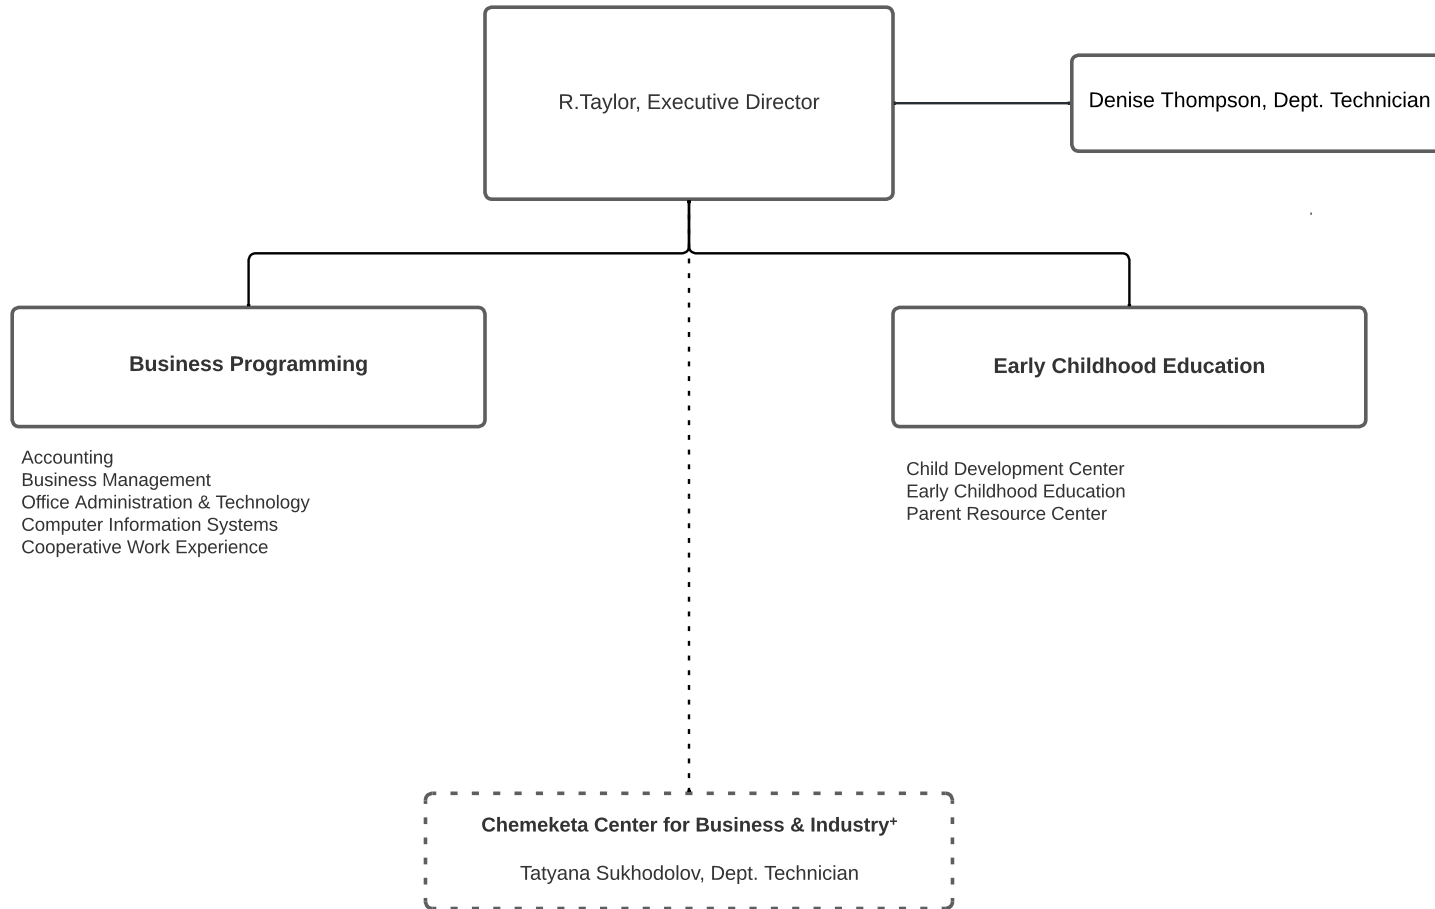 R.Taylor, Executive Director
Denise Thompson, Dept. Technician
Business Programming
Early Childhood Education
Accounting
Business Management
Office Administration & Technology
Computer Information Systems
Cooperative Work Experience
Child Development Center
Early Childhood Education
Parent Resource Center
Chemeketa Center for Business & Industry⁺
Tatyana Sukhodolov, Dept. Technician